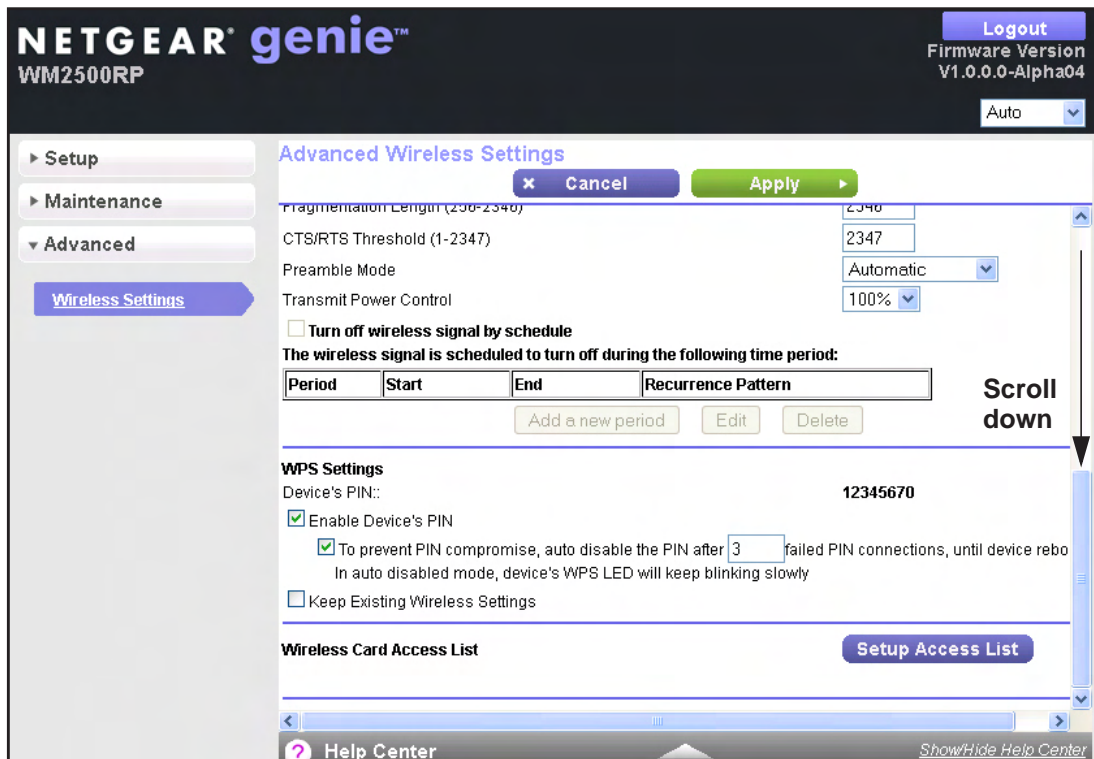 NETGEAR® genie™
WM2500RP
Logout
Firmware Version
V1.0.0.0-Alpha04
Auto
Setup
Maintenance
Advanced
Wireless Settings
Advanced Wireless Settings
× Cancel
Apply
Fragmentation Length (256-2346) 2346
CTS/RTS Threshold (1-2347) 2347
Preamble Mode Automatic
Transmit Power Control 100%
Turn off wireless signal by schedule
The wireless signal is scheduled to turn off during the following time period:
Period Start End Recurrence Pattern
Add a new period Edit Delete
Scroll
down
WPS Settings
Device's PIN:: 12345670
Enable Device's PIN
To prevent PIN compromise, auto disable the PIN after 3 failed PIN connections, until device rebo
In auto disabled mode, device's WPS LED will keep blinking slowly
Keep Existing Wireless Settings
Wireless Card Access List Setup Access List
? Help Center Show/Hide Help Center